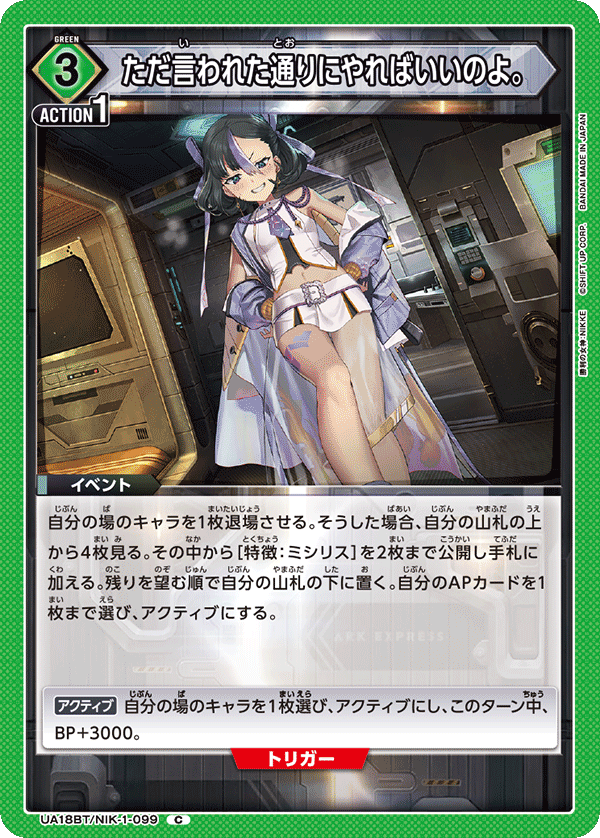 GREEN
3
ACTION 1
ただ言われた通りにやればいいのよ。
勝利の女神:NIKKE ©SHIFT UP CORP. BANDAI MADE IN JAPAN
イベント
自分の場のキャラを1枚退場させる。そうした場合、自分の山札の上
から4枚見る。その中から[特徴:ミシリス]を2枚まで公開し手札に
加える。残りを望む順で自分の山札の下に置く。自分のAPカードを1
枚まで選び、アクティブにする。
ARK EXPRESS
アクティブ 自分の場のキャラを1枚選び、アクティブにし、このターン中、
BP+3000。
トリガー
UA18BT/NIK-1-099 C